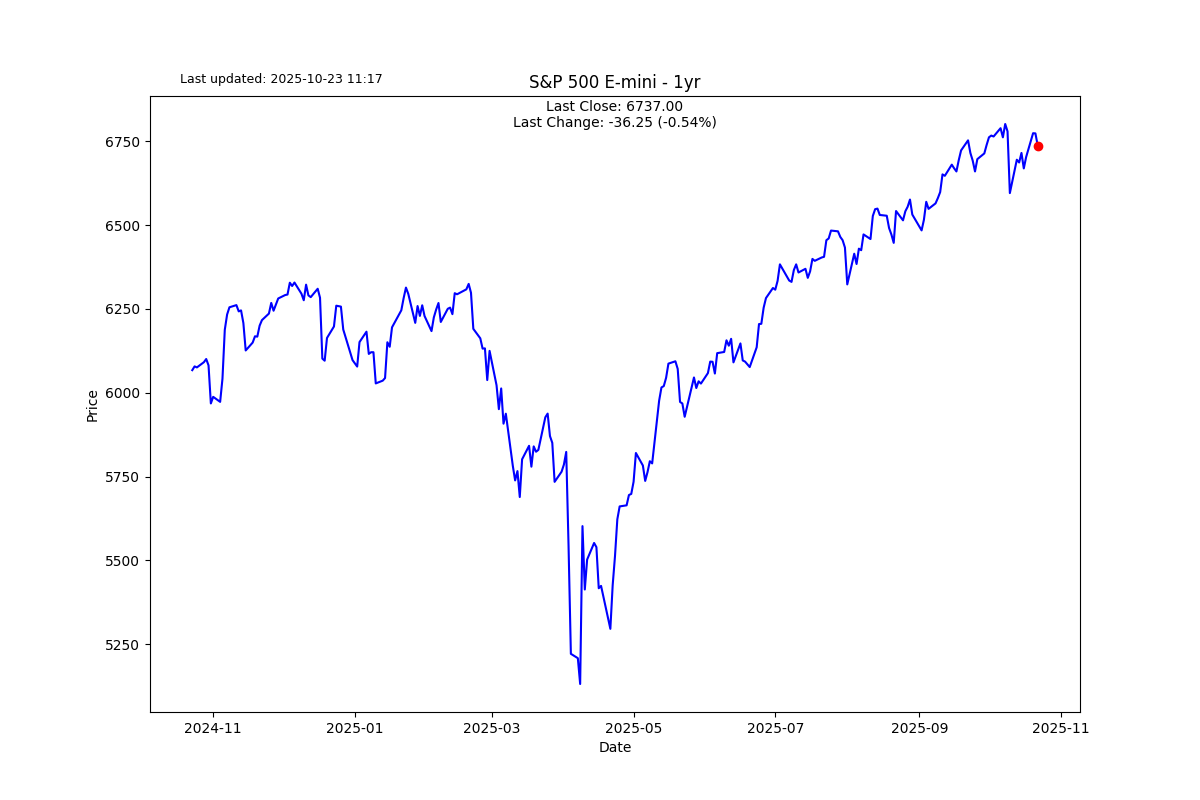 Last updated: 2025-10-23 11:17
S&P 500 E-mini - 1yr
Last Close: 6737.00
Last Change: -36.25 (-0.54%)
6750
6500
6250
6000
5750
5500
5250
Price
2024-11
2025-01
2025-03
2025-05
2025-07
2025-09
2025-11
Date